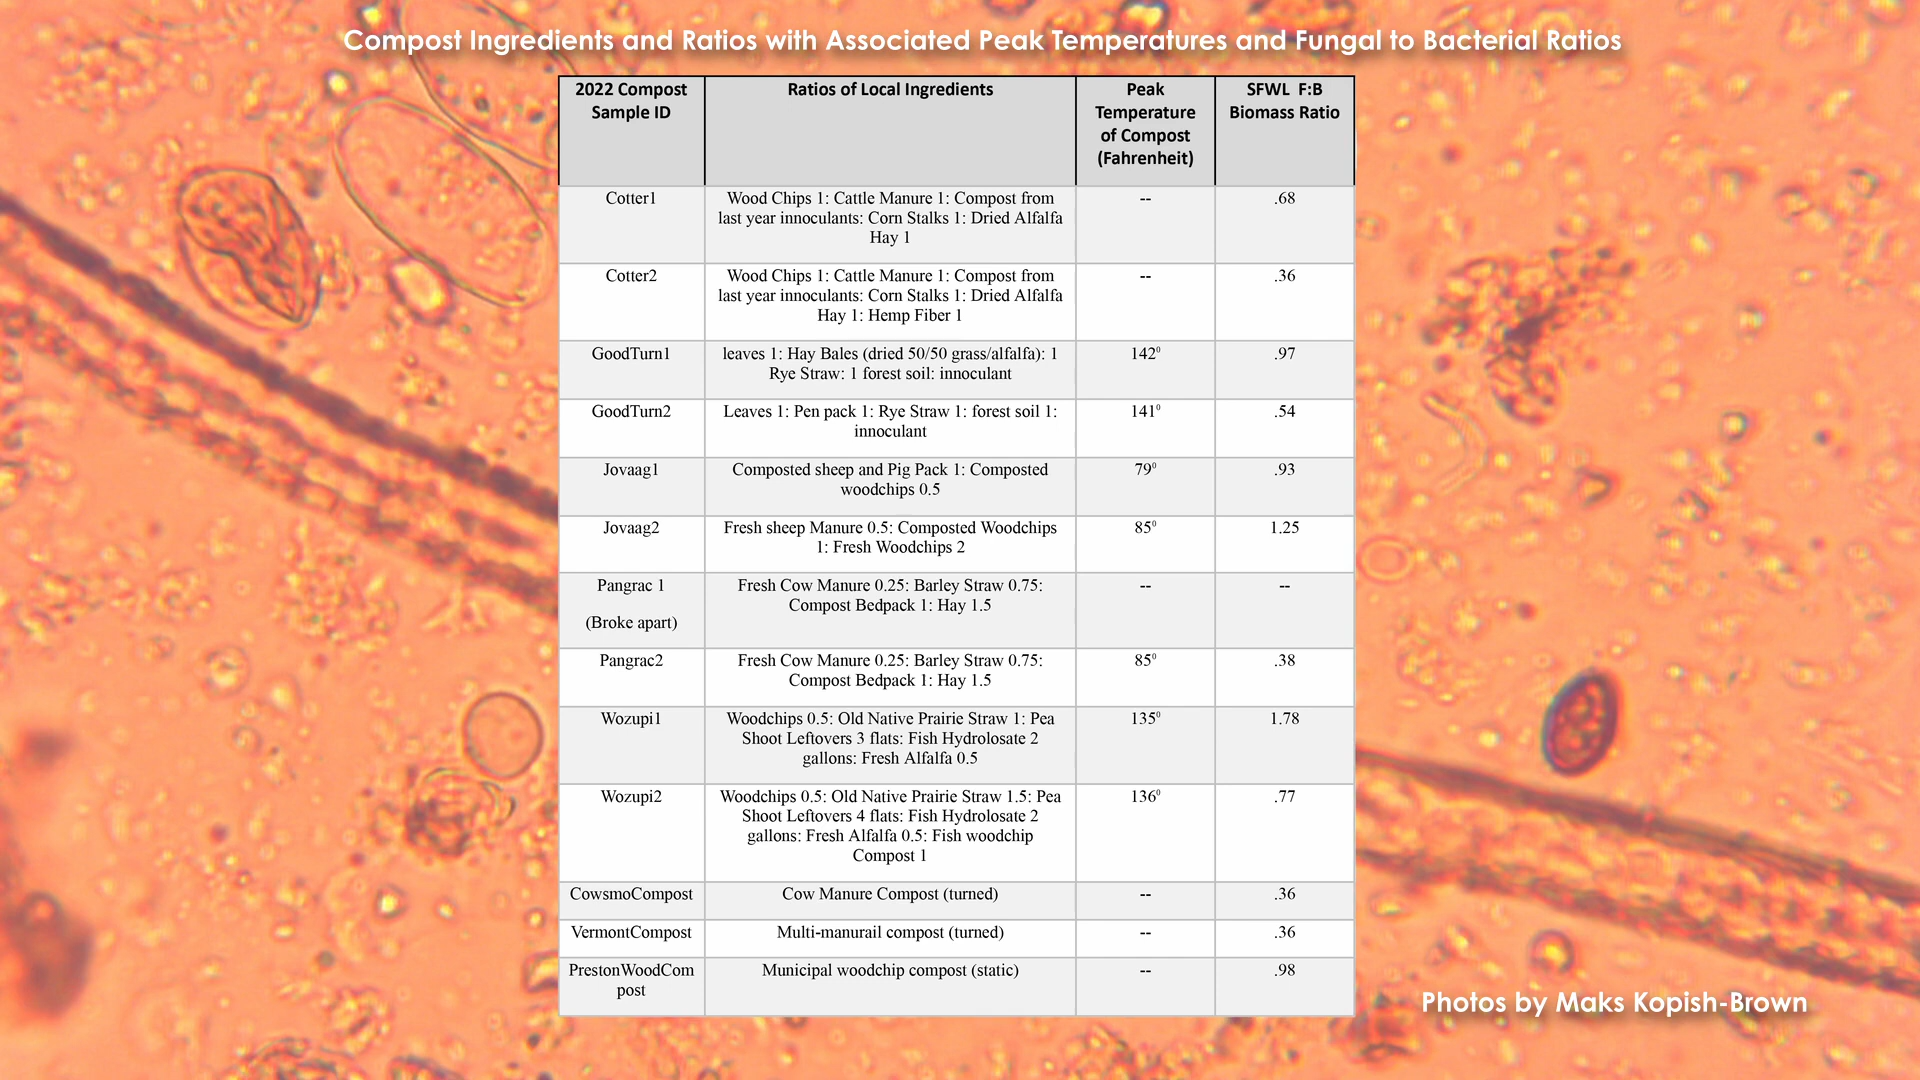 Compost Ingredients and Ratios with Associated Peak Temperatures and Fungal to Bacterial Ratios
2022 Compost
Sample ID
Ratios of Local Ingredients
Peak
Temperature
of Compost
(Fahrenheit)
SFWL F:B
Biomass Ratio
Cotter1
Wood Chips 1: Cattle Manure 1: Compost from
last year innoculants: Corn Stalks 1: Dried Alfalfa
Hay 1
--
.68
Cotter2
Wood Chips 1: Cattle Manure 1: Compost from
last year innoculants: Corn Stalks 1: Dried Alfalfa
Hay 1: Hemp Fiber 1
--
.36
GoodTurn1
leaves 1: Hay Bales (dried 50/50 grass/alfalfa): 1
Rye Straw: 1 forest soil: innoculant
142⁰
.97
GoodTurn2
Leaves 1: Pen pack 1: Rye Straw 1: forest soil 1:
innoculant
141⁰
.54
Jovaag1
Composted sheep and Pig Pack 1: Composted
woodchips 0.5
79⁰
.93
Jovaag2
Fresh sheep Manure 0.5: Composted Woodchips
1: Fresh Woodchips 2
85⁰
1.25
Pangrac 1
(Broke apart)
Fresh Cow Manure 0.25: Barley Straw 0.75:
Compost Bedpack 1: Hay 1.5
--
--
Pangrac2
Fresh Cow Manure 0.25: Barley Straw 0.75:
Compost Bedpack 1: Hay 1.5
85⁰
.38
Wozupi1
Woodchips 0.5: Old Native Prairie Straw 1: Pea
Shoot Leftovers 3 flats: Fish Hydrolosate 2
gallons: Fresh Alfalfa 0.5
135⁰
1.78
Wozupi2
Woodchips 0.5: Old Native Prairie Straw 1.5: Pea
Shoot Leftovers 4 flats: Fish Hydrolosate 2
gallons: Fresh Alfalfa 0.5: Fish woodchip
Compost 1
136⁰
.77
CowsmoCompost
Cow Manure Compost (turned)
--
.36
VermontCompost
Multi-manurail compost (turned)
--
.36
PrestonWoodCom
post
Municipal woodchip compost (static)
--
.98
Photos by Maks Kopish-Brown